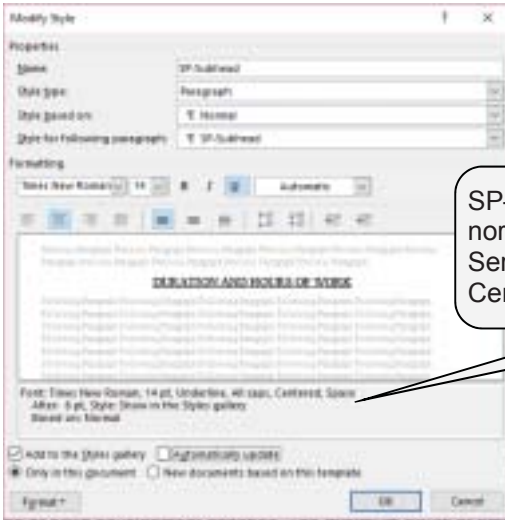 Modify Style ? ×
Properties
Name: SP-Subhead
Style type: Paragraph
Style based on: ¶ Normal
Style for following paragraph: ¶ SP-Subhead
Formatting
Times New Roman 14 B I U Automatic
DURATION AND HOURS OF WORK
Font: Times New Roman, 14 pt, Underline, All caps, Centered, Space
After: 6 pt, Style: Show in the Styles gallery
Based on: Normal
Add to the Styles gallery Automatically update
Only in this document New documents based on this template
Format OK Cancel
SP-
nor
Ser
Cer